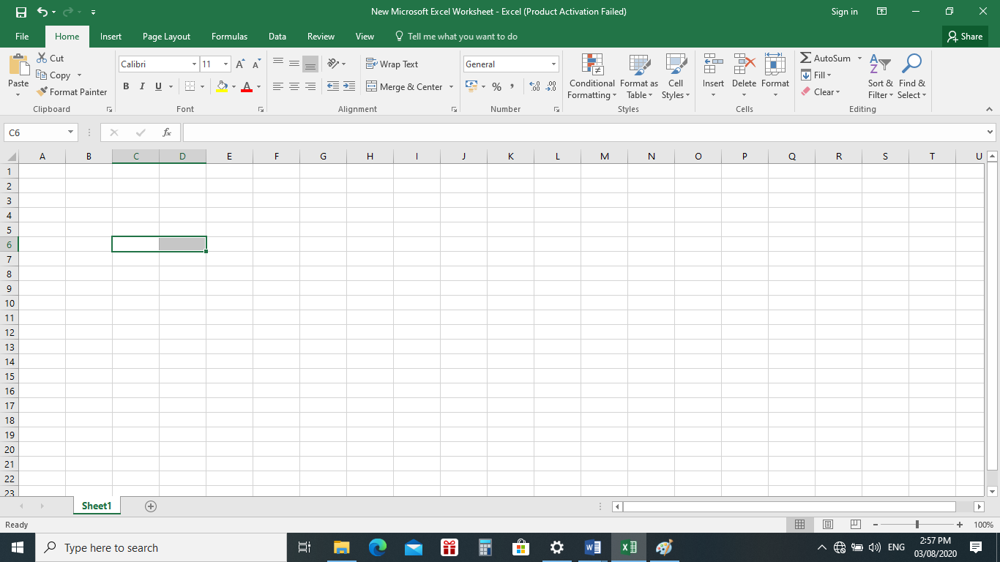 New Microsoft Excel Worksheet - Excel (Product Activation Failed)
Sign in
File Home Insert Page Layout Formulas Data Review View Tell me what you want to do Share
Paste
Cut
Copy
Format Painter
Clipboard
Calibri 11 A A
B I U A
Font
Wrap Text
Merge & Center
Alignment
General
% ,
.0 .00
.00 .0
Number
Conditional Formatting
Format as Table
Cell Styles
Styles
Insert
Delete
Format
Cells
AutoSum
Fill
Clear
A Z
Sort & Filter
Find & Select
Editing
C6 fx
A B C D E F G H I J K L M N O P Q R S T U
1
2
3
4
5
6
7
8
9
10
11
12
13
14
15
16
17
18
19
20
21
22
23
Sheet1
Ready 100%
Type here to search
ENG
2:57 PM
03/08/2020